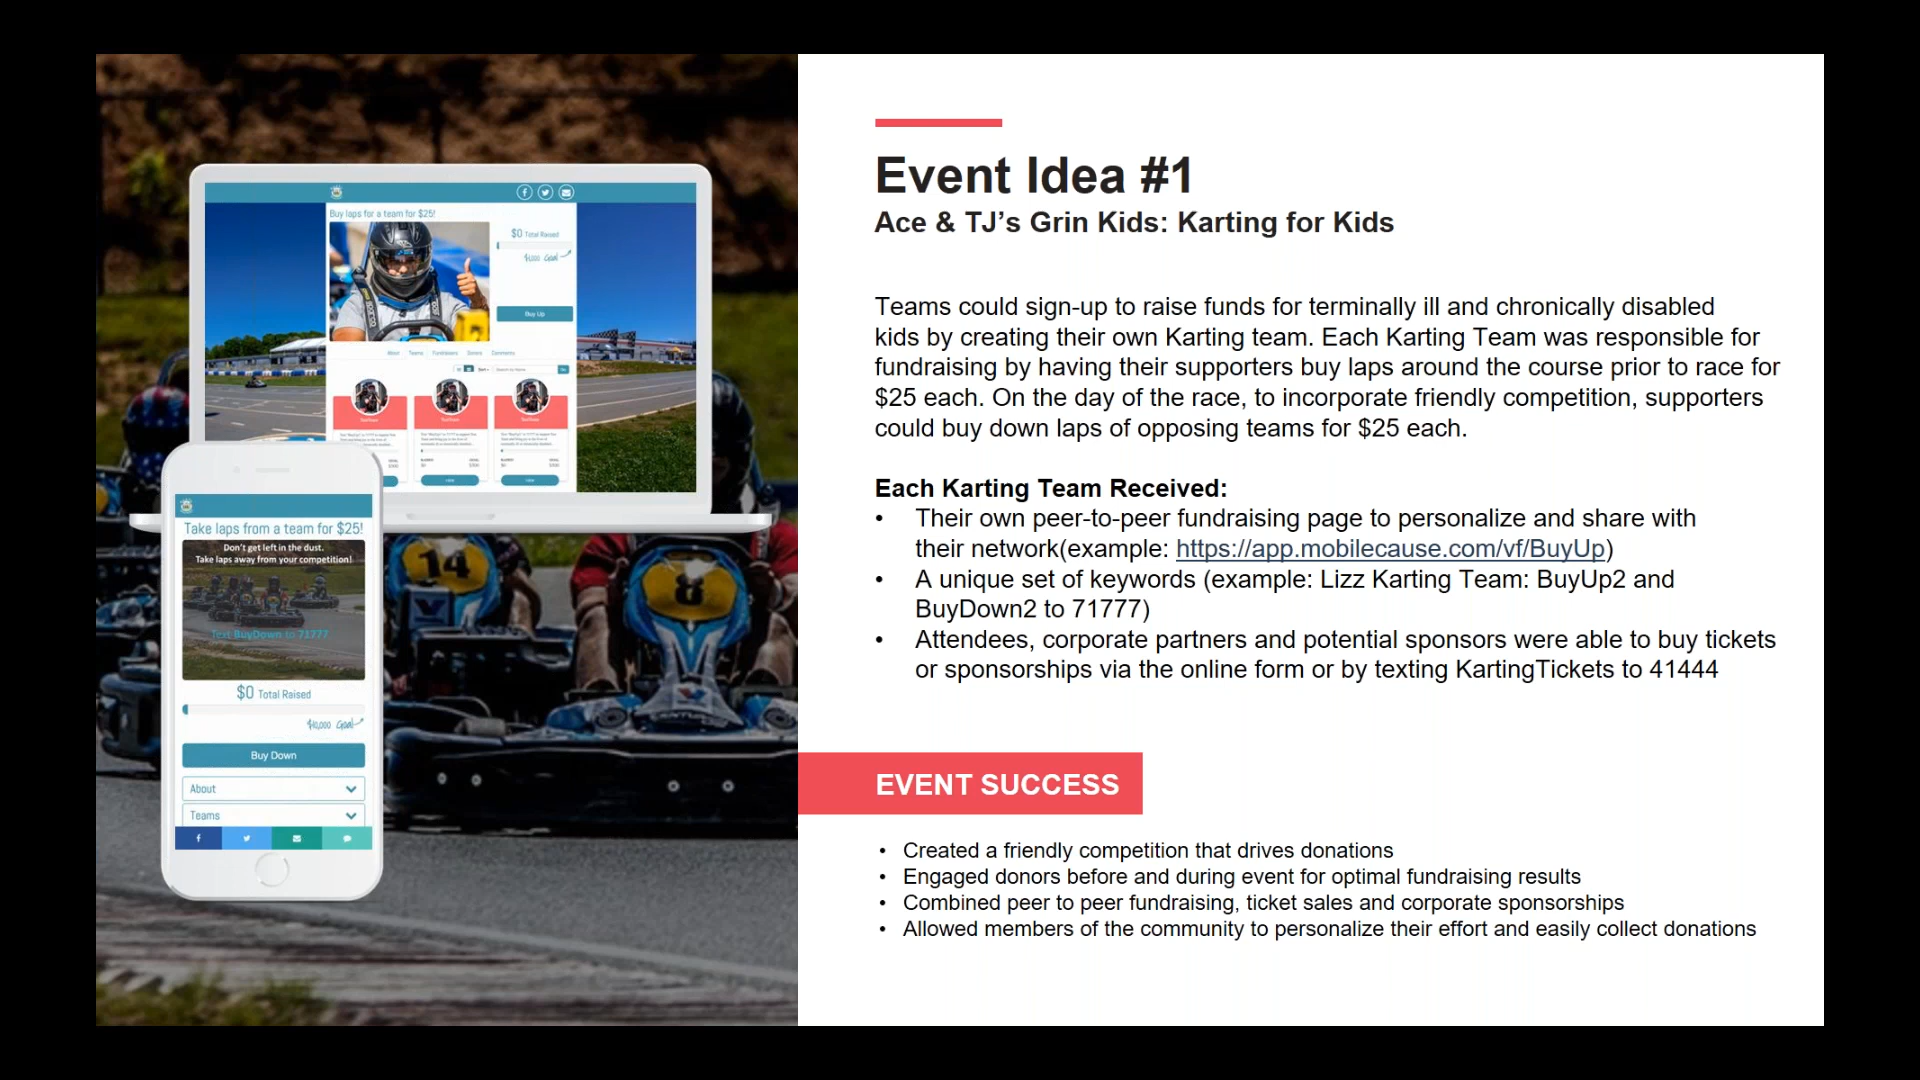 Event Idea #1
Ace & TJ's Grin Kids: Karting for Kids
Teams could sign-up to raise funds for terminally ill and chronically disabled
kids by creating their own Karting team. Each Karting Team was responsible for
fundraising by having their supporters buy laps around the course prior to race for
$25 each. On the day of the race, to incorporate friendly competition, supporters
could buy down laps of opposing teams for $25 each.
Each Karting Team Received:
• Their own peer-to-peer fundraising page to personalize and share with
their network(example: https://app.mobilecause.com/vf/BuyUp)
• A unique set of keywords (example: Lizz Karting Team: BuyUp2 and
BuyDown2 to 71777)
• Attendees, corporate partners and potential sponsors were able to buy tickets
or sponsorships via the online form or by texting KartingTickets to 41444
EVENT SUCCESS
• Created a friendly competition that drives donations
• Engaged donors before and during event for optimal fundraising results
• Combined peer to peer fundraising, ticket sales and corporate sponsorships
• Allowed members of the community to personalize their effort and easily collect donations
Buy laps for a team for $25!
$0 Total Raised
Goal
Buy Up
About Teams Fundraisers Donors Comments
Take laps from a team for $25!
Don't get left in the dust.
Take laps away from your competition!
Text BuyDown to 71777
$0 Total Raised
$10,000 Goal
Buy Down
About
Teams
14
8